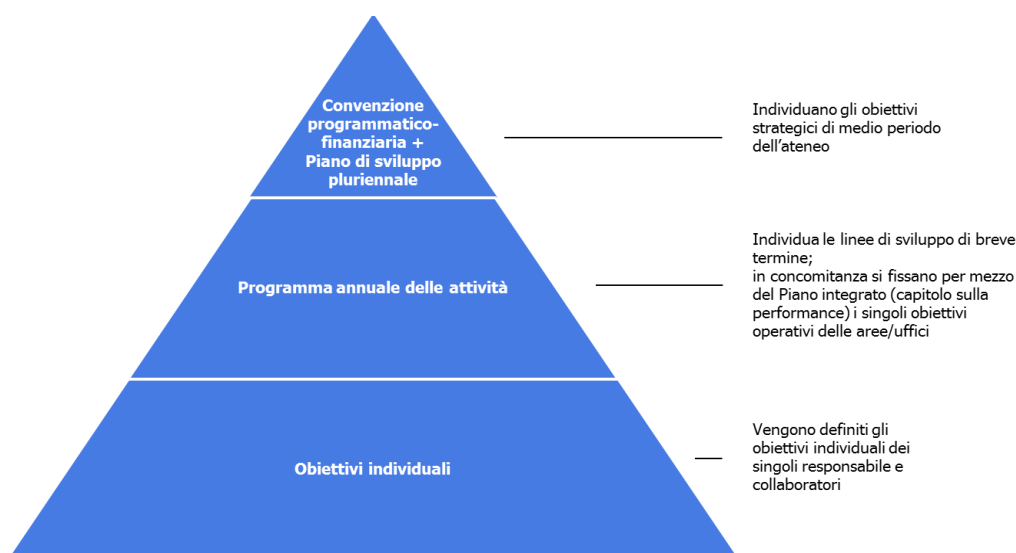 Convenzione
programmatico-
finanziaria +
Piano di sviluppo
pluriennale
Individuano gli obiettivi
strategici di medio periodo
dell'ateneo
Programma annuale delle attività
Individua le linee di sviluppo di breve
termine;
in concomitanza si fissano per mezzo
del Piano integrato (capitolo sulla
performance) i singoli obiettivi
operativi delle aree/uffici
Obiettivi individuali
Vengono definiti gli
obiettivi individuali dei
singoli responsabile e
collaboratori